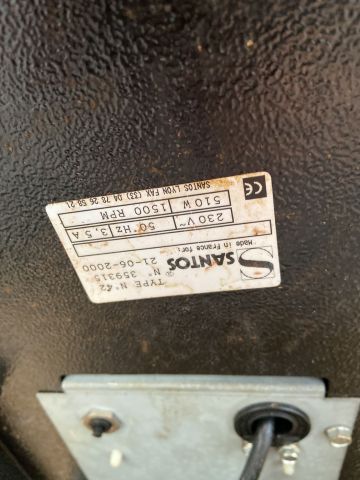 SANTOS
Made in France for:
TYPE N°42
N° 359315
21-06-2000
230 V~ 50 Hz 3,5 A
510 W 1500 RPM
SANTOS LYON FAX (33) 04 78 26 58 21
CE